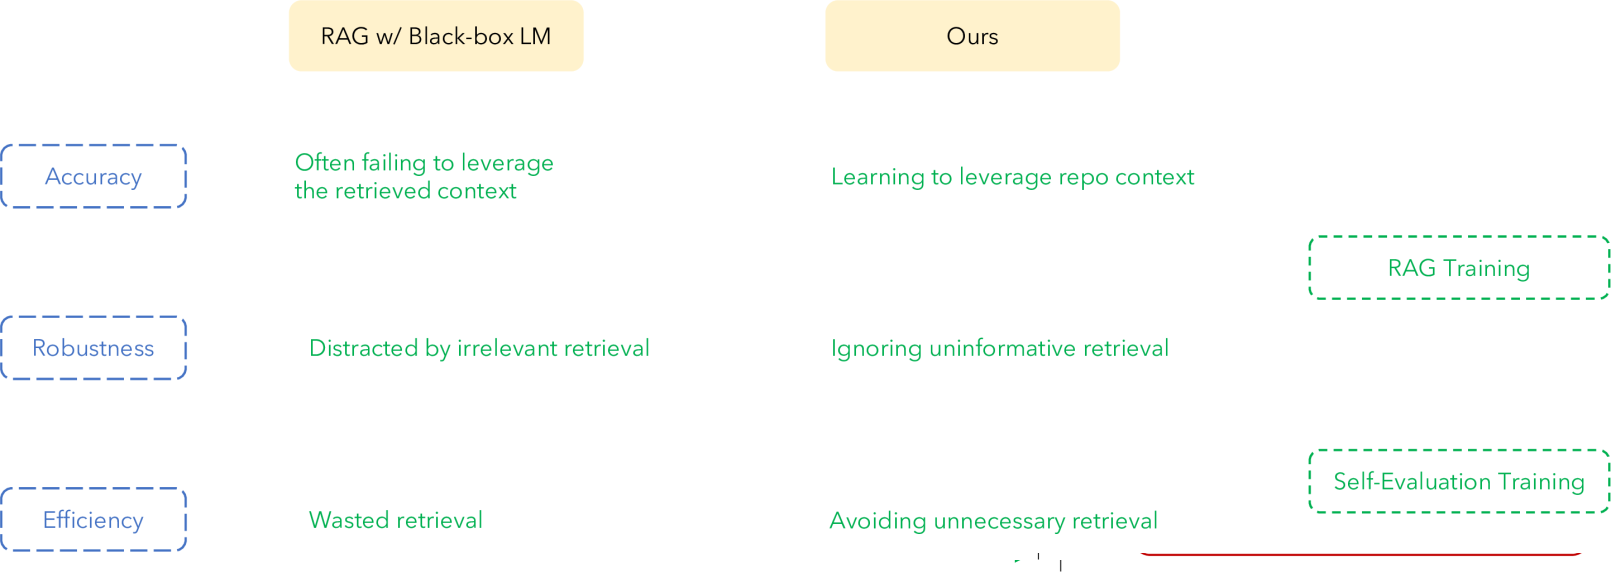 RAG w/ Black-box LM
Ours
Accuracy
Often failing to leverage
the retrieved context
Learning to leverage repo context
RAG Training
Robustness
Distracted by irrelevant retrieval
Ignoring uninformative retrieval
Self-Evaluation Training
Efficiency
Wasted retrieval
Avoiding unnecessary retrieval